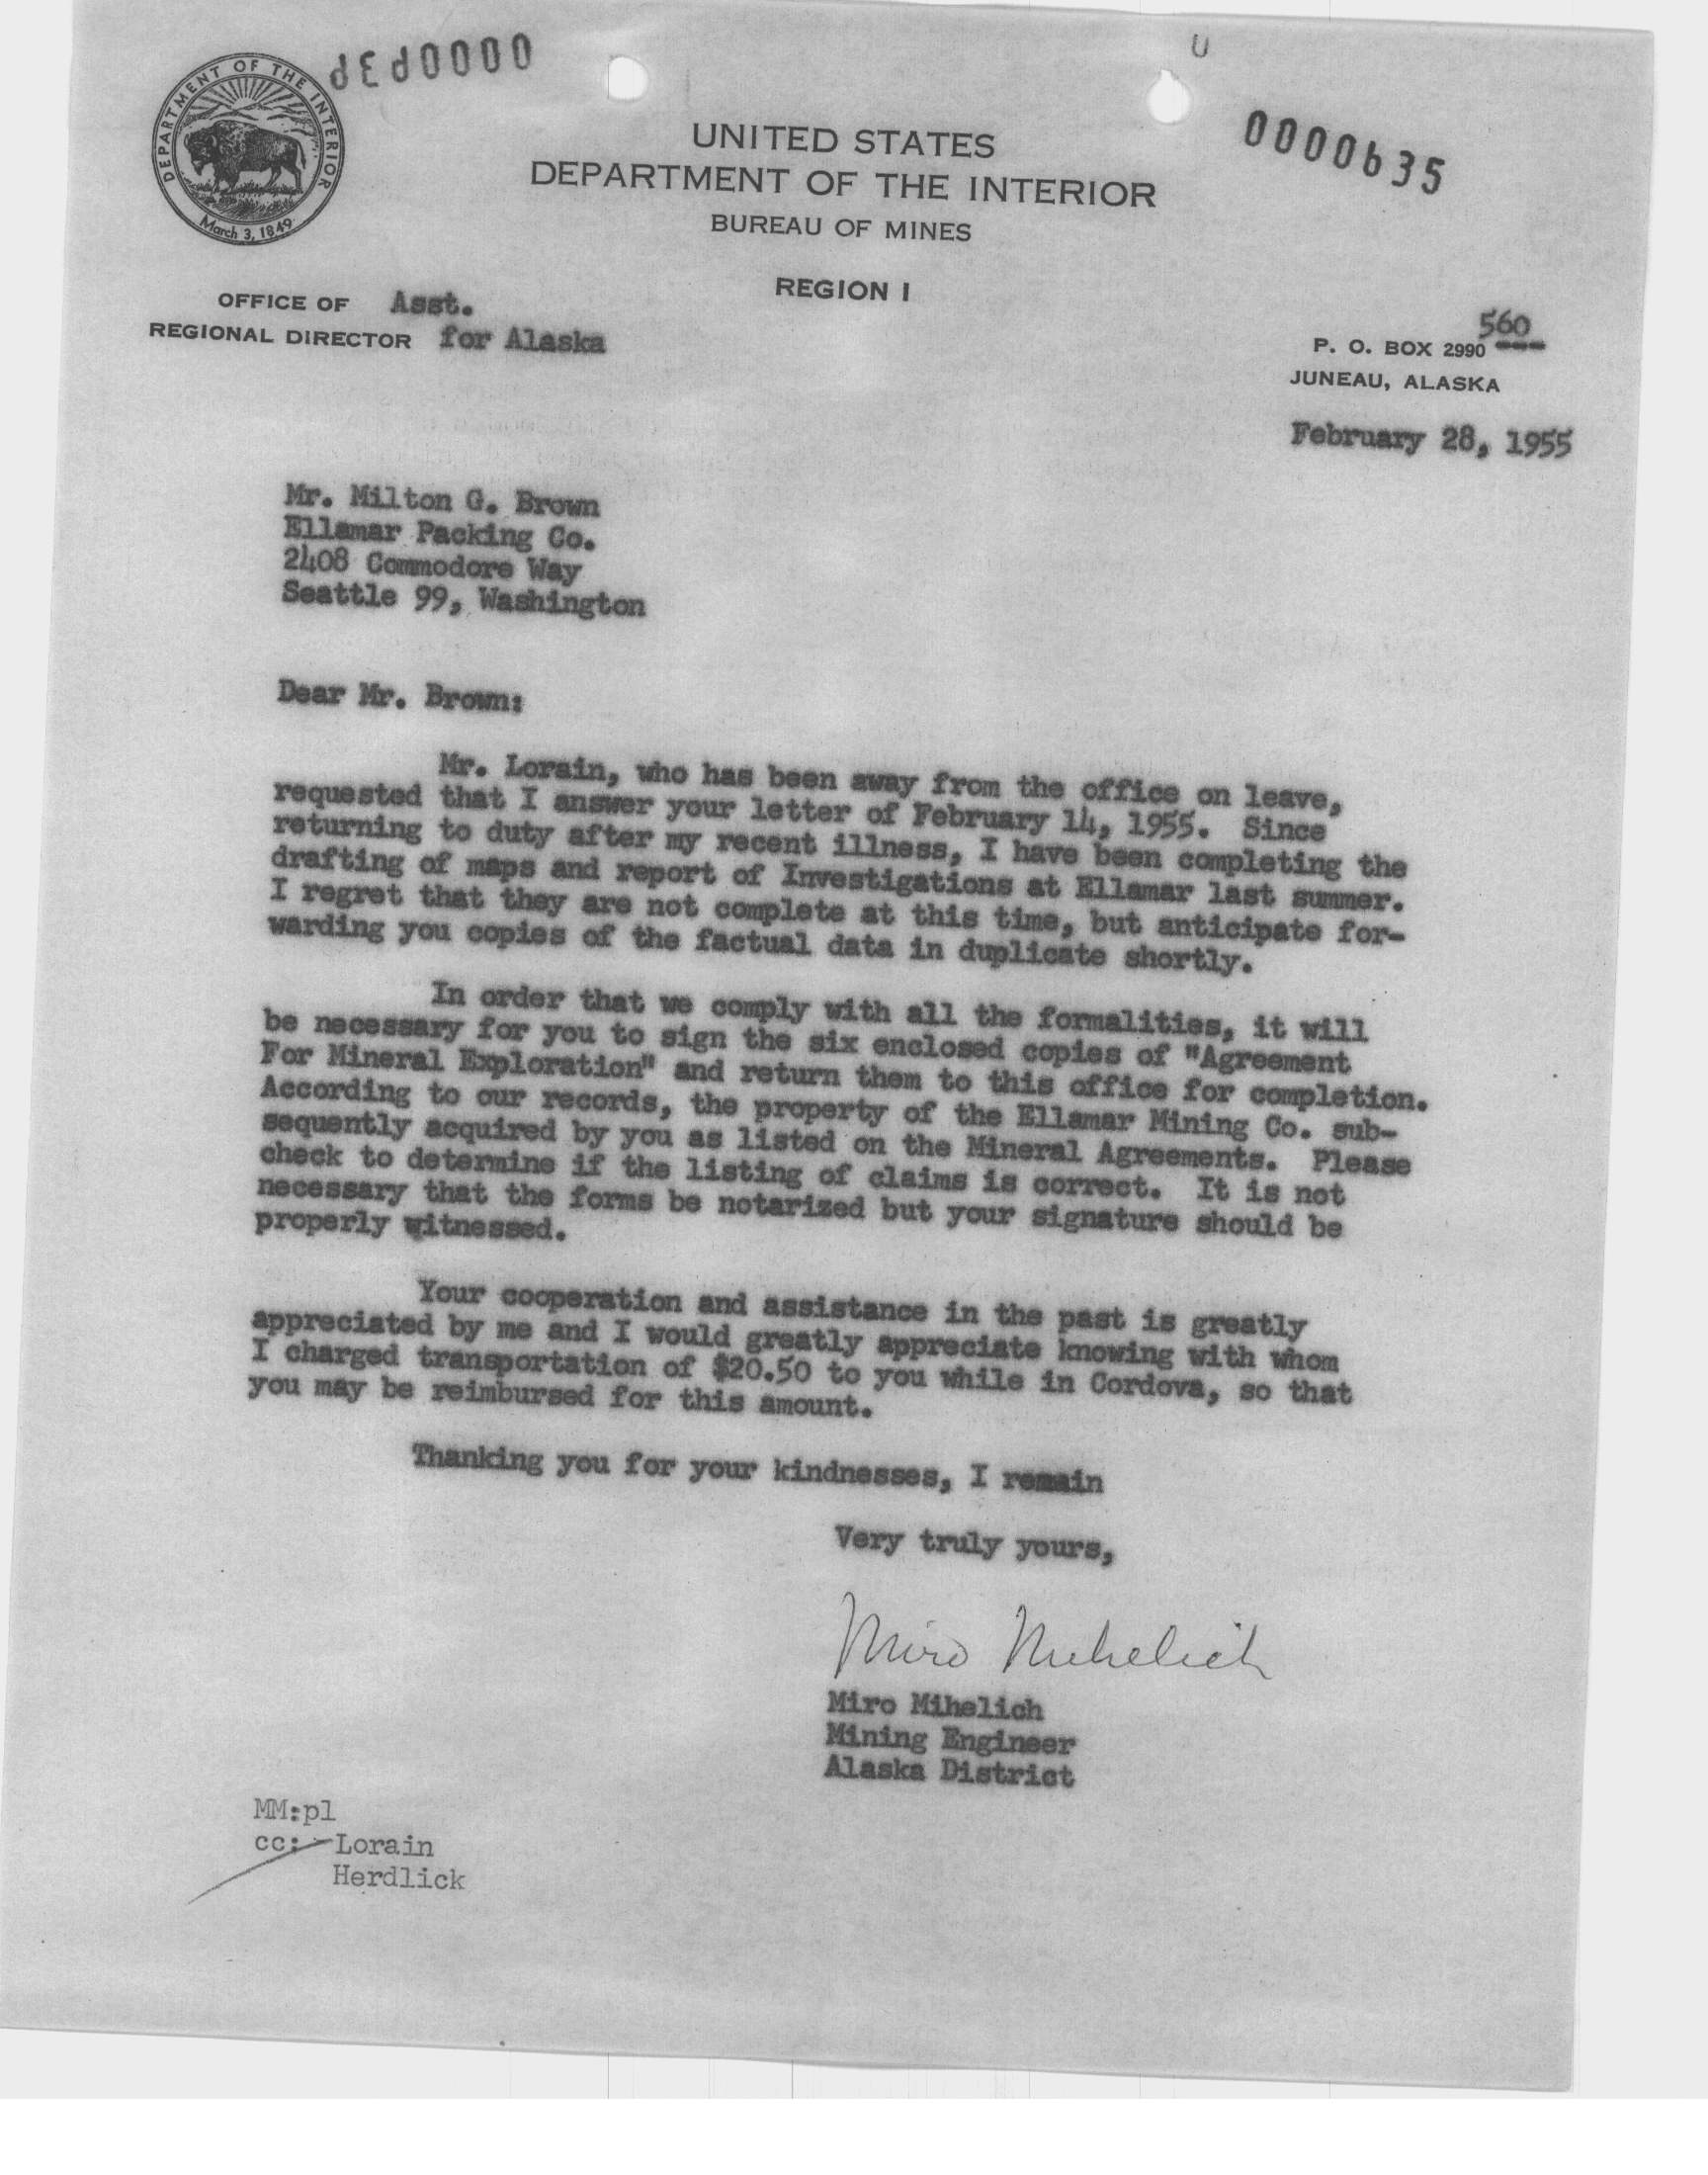 0000636
U
0000635
DEPARTMENT OF THE INTERIOR
March 3, 1849
UNITED STATES
DEPARTMENT OF THE INTERIOR
BUREAU OF MINES
REGION I
OFFICE OF Asst.
REGIONAL DIRECTOR for Alaska
560
P. O. BOX 2990
JUNEAU, ALASKA
February 28, 1955
Mr. Milton G. Brown
Ellamar Packing Co.
2408 Commodore Way
Seattle 99, Washington
Dear Mr. Brown:
Mr. Lorain, who has been away from the office on leave,
requested that I answer your letter of February 14, 1955. Since
returning to duty after my recent illness, I have been completing the
drafting of maps and report of Investigations at Ellamar last summer.
I regret that they are not complete at this time, but anticipate for-
warding you copies of the factual data in duplicate shortly.
In order that we comply with all the formalities, it will
be necessary for you to sign the six enclosed copies of "Agreement
For Mineral Exploration" and return them to this office for completion.
According to our records, the property of the Ellamar Mining Co. sub-
sequently acquired by you as listed on the Mineral Agreements. Please
check to determine if the listing of claims is correct. It is not
necessary that the forms be notarized but your signature should be
properly witnessed.
Your cooperation and assistance in the past is greatly
appreciated by me and I would greatly appreciate knowing with whom
I charged transportation of $20.50 to you while in Cordova, so that
you may be reimbursed for this amount.
Thanking you for your kindnesses, I remain
Very truly yours,
Miro Mihelich
Miro Mihelich
Mining Engineer
Alaska District
MM:pl
cc: Lorain
Herdlick